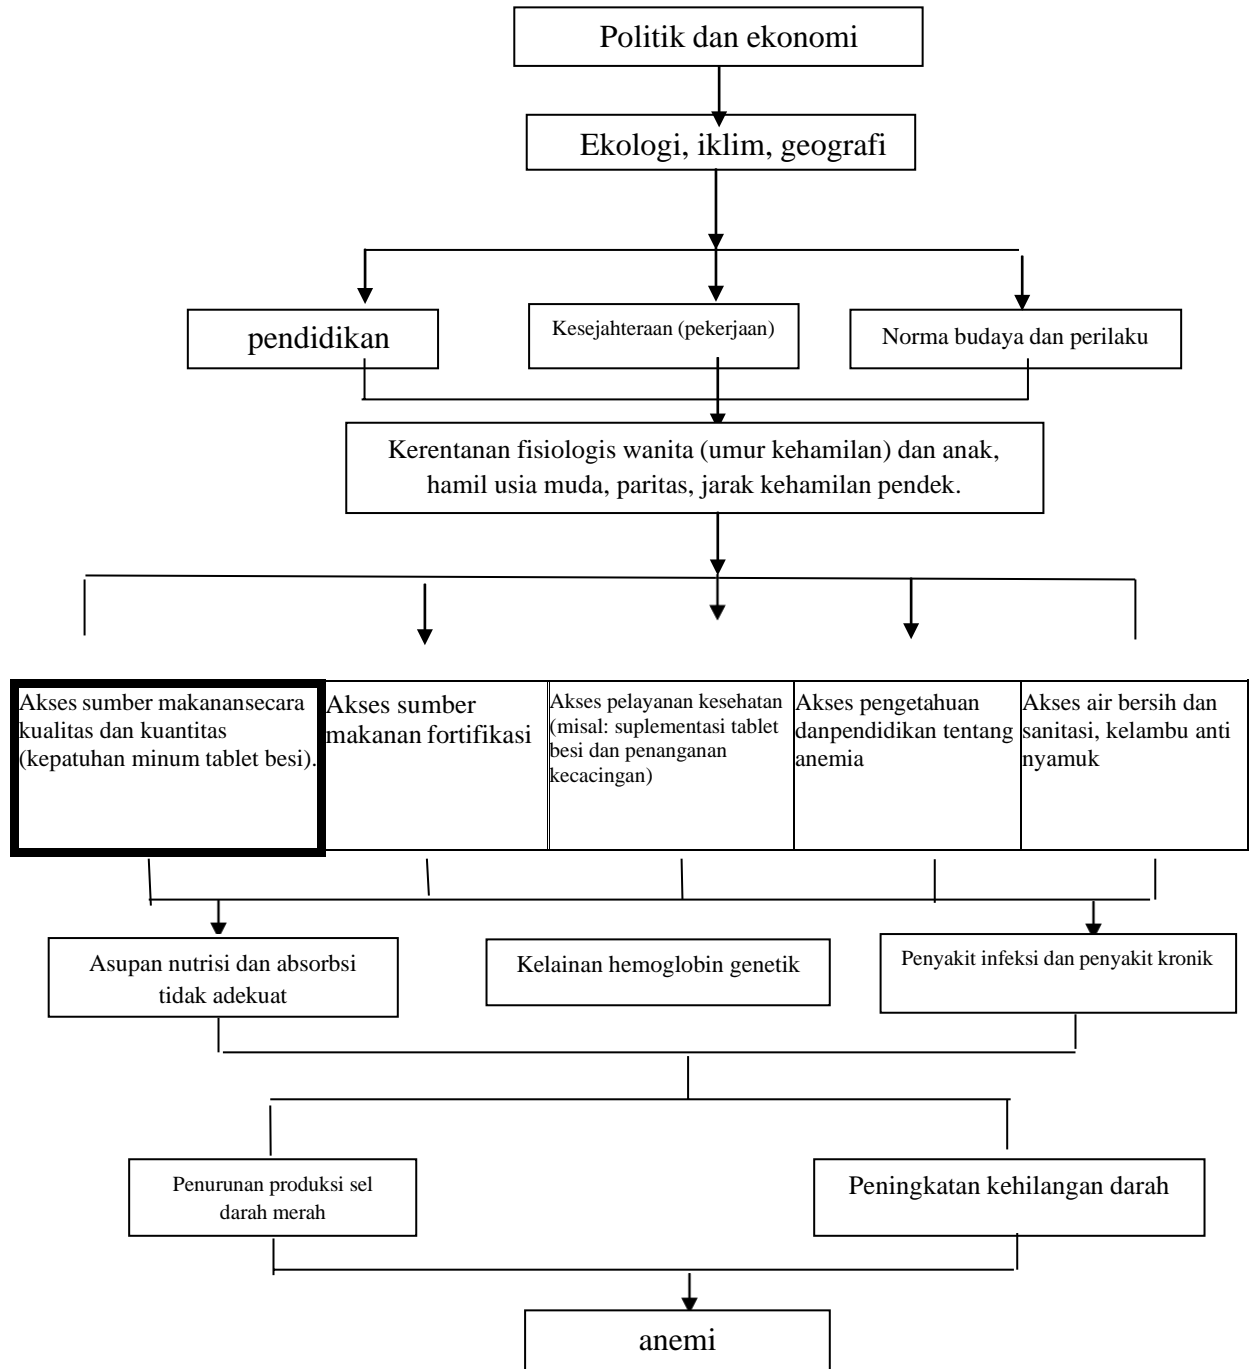 Politik dan ekonomi
Ekologi, iklim, geografi
pendidikan
Kesejahteraan (pekerjaan)
Norma budaya dan perilaku
Kerentanan fisiologis wanita (umur kehamilan) dan anak,
hamil usia muda, paritas, jarak kehamilan pendek.
Akses sumber makanansecara
kualitas dan kuantitas
(kepatuhan minum tablet besi).
Akses sumber
makanan fortifikasi
Akses pelayanan kesehatan
(misal: suplementasi tablet
besi dan penanganan
kecacingan)
Akses pengetahuan
danpendidikan tentang
anemia
Akses air bersih dan
sanitasi, kelambu anti
nyamuk
Asupan nutrisi dan absorbsi
tidak adekuat
Kelainan hemoglobin genetik
Penyakit infeksi dan penyakit kronik
Penurunan produksi sel
darah merah
Peningkatan kehilangan darah
anemi